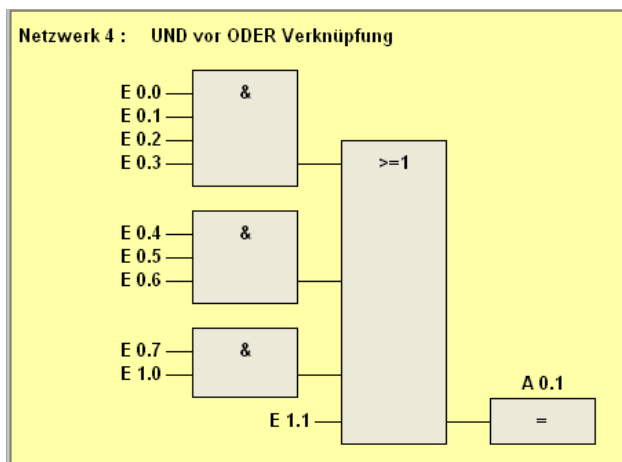 Netzwerk 4 : UND vor ODER Verknüpfung
E 0.0
&
E 0.1
E 0.2
E 0.3
>=1
E 0.4
&
E 0.5
E 0.6
E 0.7
&
E 1.0
A 0.1
E 1.1
=